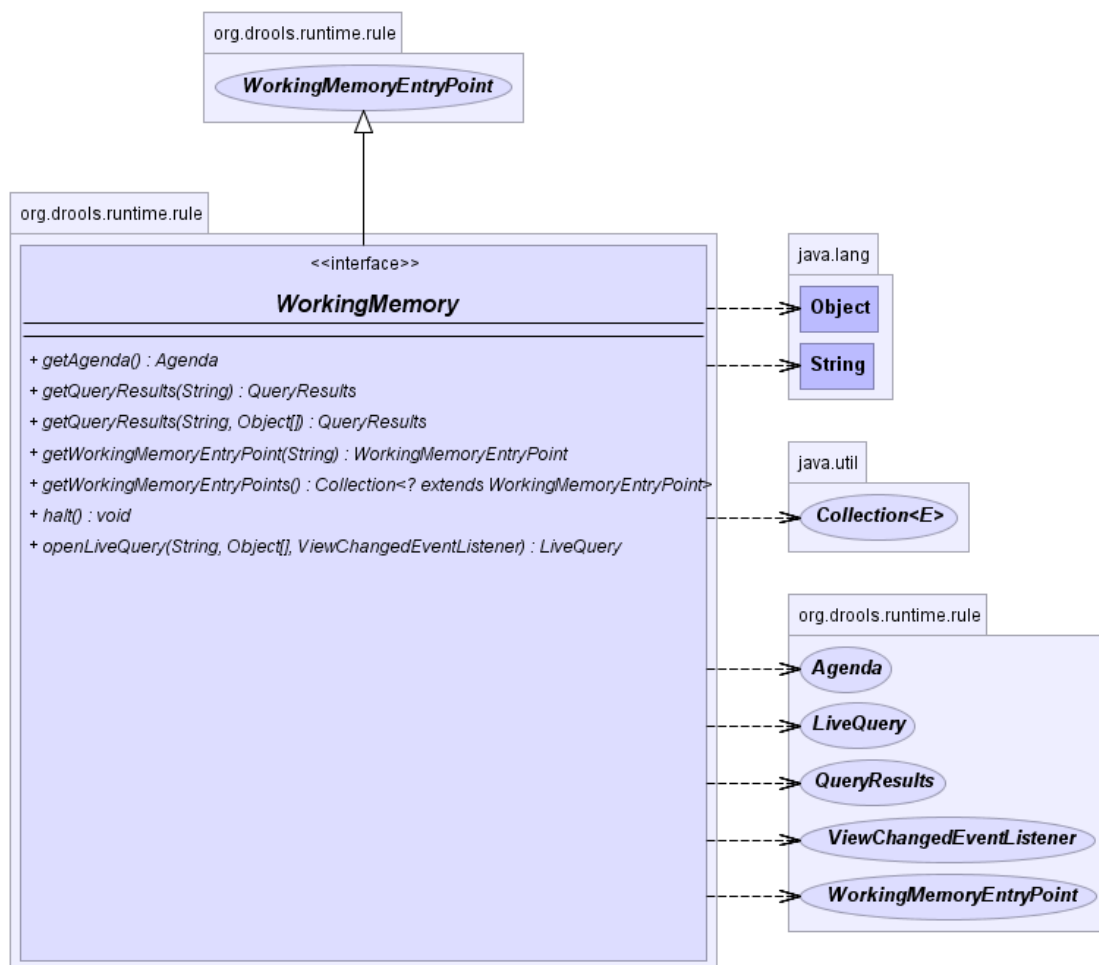 org.drools.runtime.rule
WorkingMemoryEntryPoint
org.drools.runtime.rule
<<interface>>
WorkingMemory
+ getAgenda() : Agenda
+ getQueryResults(String) : QueryResults
+ getQueryResults(String, Object[]) : QueryResults
+ getWorkingMemoryEntryPoint(String) : WorkingMemoryEntryPoint
+ getWorkingMemoryEntryPoints() : Collection<? extends WorkingMemoryEntryPoint>
+ halt() : void
+ openLiveQuery(String, Object[], ViewChangedEventListener) : LiveQuery
java.lang
Object
String
java.util
Collection<E>
org.drools.runtime.rule
Agenda
LiveQuery
QueryResults
ViewChangedEventListener
WorkingMemoryEntryPoint